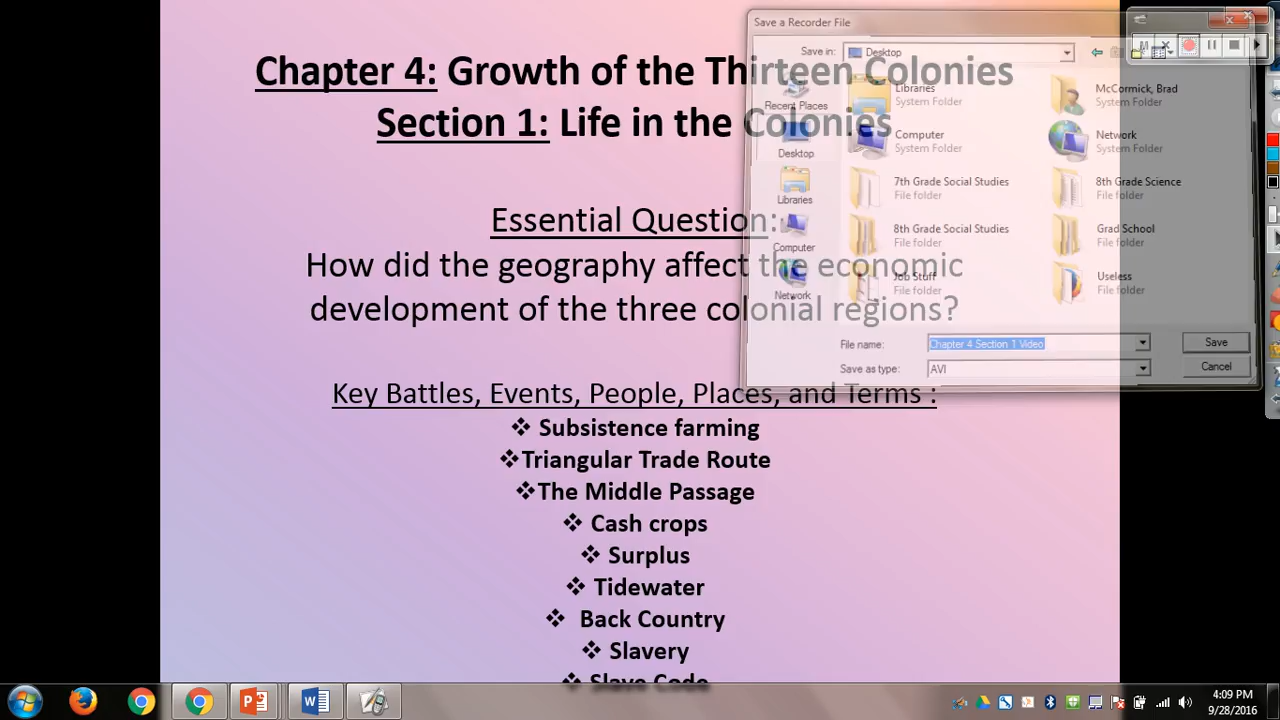 Chapter 4: Growth of the Thirteen Colonies
Section 1: Life in the Colonies
Essential Question:
How did the geography affect the economic
development of the three colonial regions?
Key Battles, Events, People, Places, and Terms :
❖ Subsistence farming
❖Triangular Trade Route
❖The Middle Passage
❖ Cash crops
❖ Surplus
❖ Tidewater
❖ Back Country
❖ Slavery
❖ Slave Code
Save a Recorder File
Save in: Desktop
Recent Places
Desktop
Libraries
Computer
Network
Libraries
System Folder
McCormick, Brad
System Folder
Computer
System Folder
Network
System Folder
7th Grade Social Studies
File folder
8th Grade Science
File folder
8th Grade Social Studies
File folder
Grad School
File folder
Job Stuff
File folder
Useless
File folder
File name: Chapter 4 Section 1 Video
Save
Save as type: AVI
Cancel
4:09 PM
9/28/2016